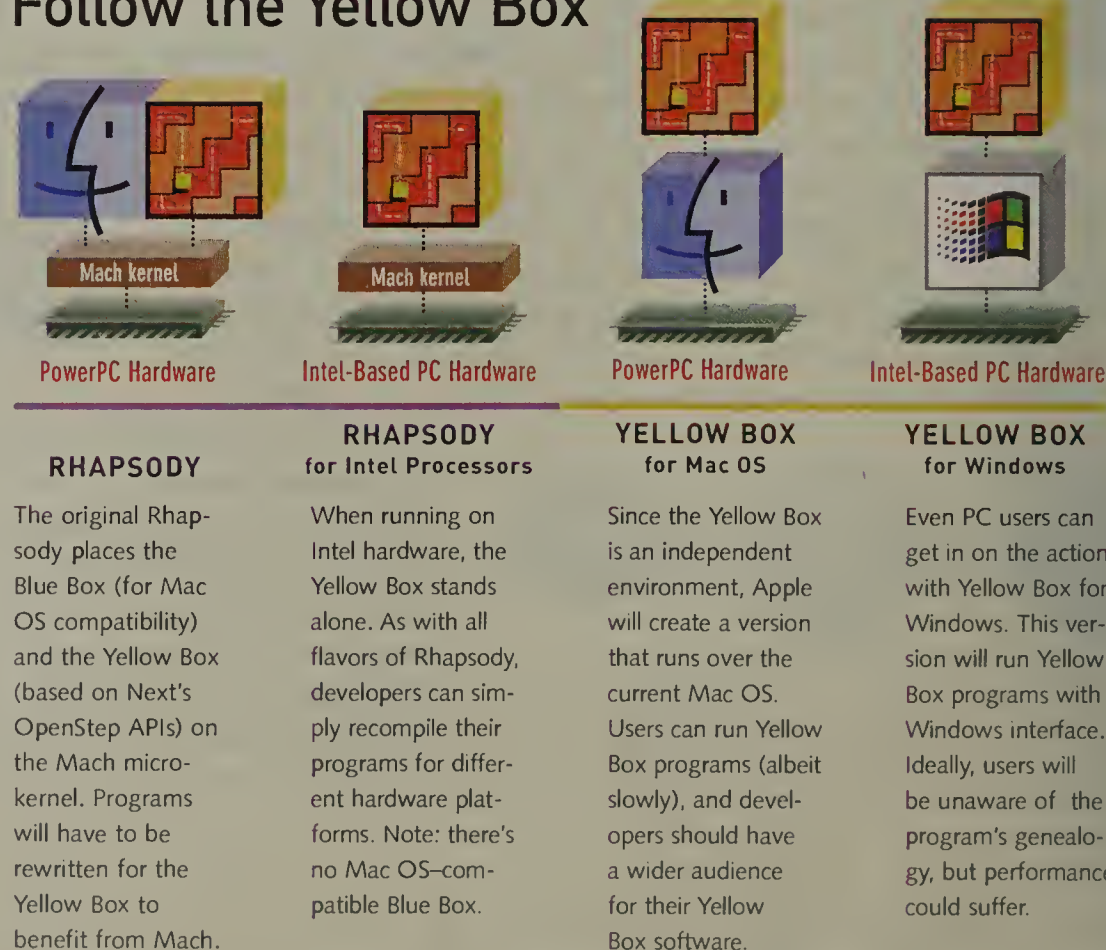 Follow the Yellow Box
Mach kernel
PowerPC Hardware
Mach kernel
Intel-Based PC Hardware
PowerPC Hardware
Intel-Based PC Hardware
RHAPSODY
The original Rhap-
sody places the
Blue Box (for Mac
OS compatibility)
and the Yellow Box
(based on Next's
OpenStep APIs) on
the Mach micro-
kernel. Programs
will have to be
rewritten for the
Yellow Box to
benefit from Mach.
RHAPSODY
for Intel Processors
When running on
Intel hardware, the
Yellow Box stands
alone. As with all
flavors of Rhapsody,
developers can sim-
ply recompile their
programs for differ-
ent hardware plat-
forms. Note: there's
no Mac OS–com-
patible Blue Box.
YELLOW BOX
for Mac OS
Since the Yellow Box
is an independent
environment, Apple
will create a version
that runs over the
current Mac OS.
Users can run Yellow
Box programs (albeit
slowly), and devel-
opers should have
a wider audience
for their Yellow
Box software.
YELLOW BOX
for Windows
Even PC users can
get in on the action
with Yellow Box for
Windows. This ver-
sion will run Yellow
Box programs with
Windows interface.
Ideally, users will
be unaware of the
program's genealo-
gy, but performance
could suffer.